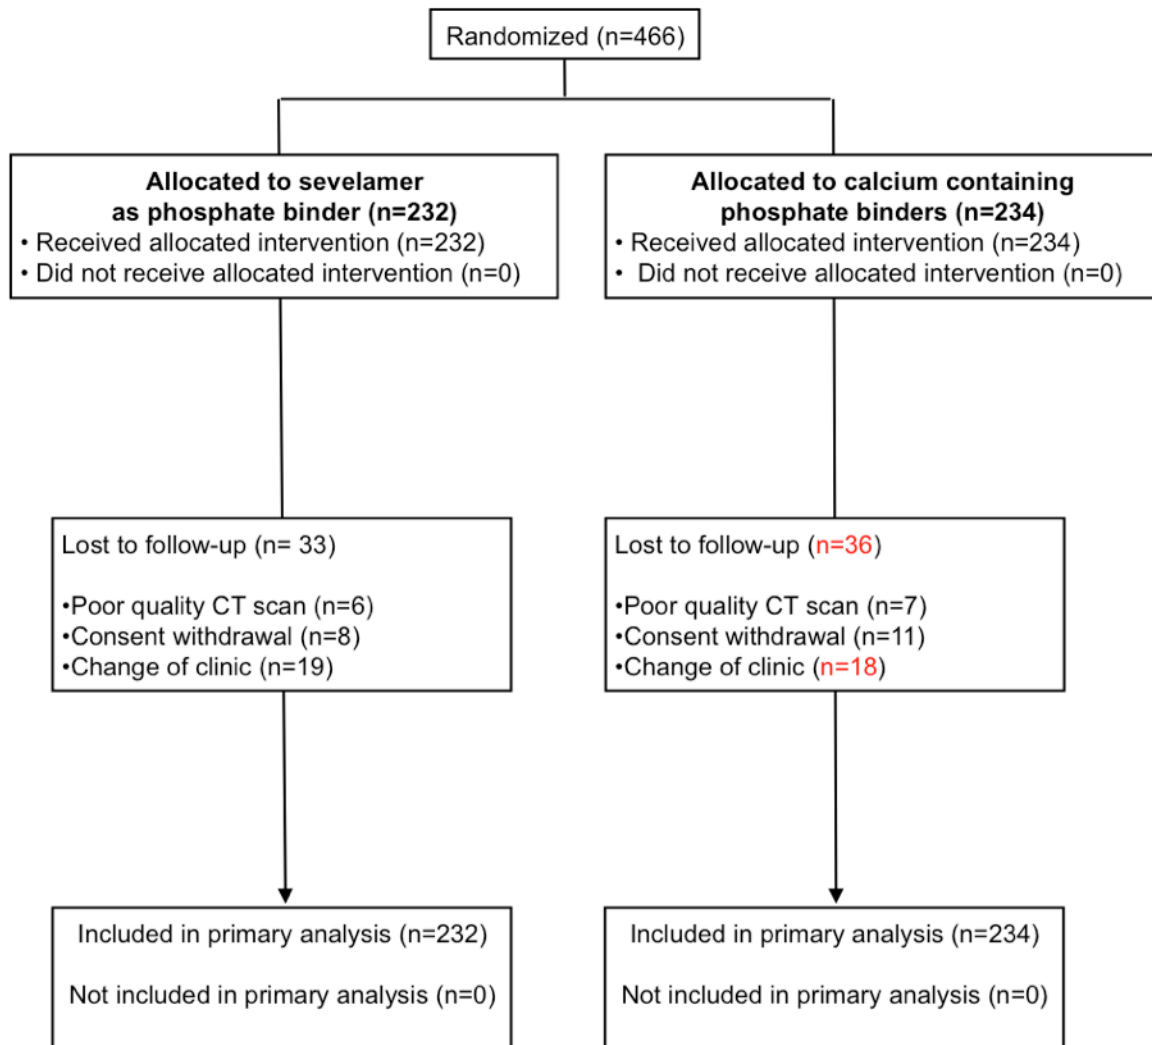 Randomized (n=466)
Allocated to sevelamer
as phosphate binder (n=232)
• Received allocated intervention (n=232)
• Did not receive allocated intervention (n=0)
Allocated to calcium containing
phosphate binders (n=234)
• Received allocated intervention (n=234)
• Did not receive allocated intervention (n=0)
Lost to follow-up (n= 33)
•Poor quality CT scan (n=6)
•Consent withdrawal (n=8)
•Change of clinic (n=19)
Lost to follow-up (n=36)
•Poor quality CT scan (n=7)
•Consent withdrawal (n=11)
•Change of clinic (n=18)
Included in primary analysis (n=232)
Not included in primary analysis (n=0)
Included in primary analysis (n=234)
Not included in primary analysis (n=0)